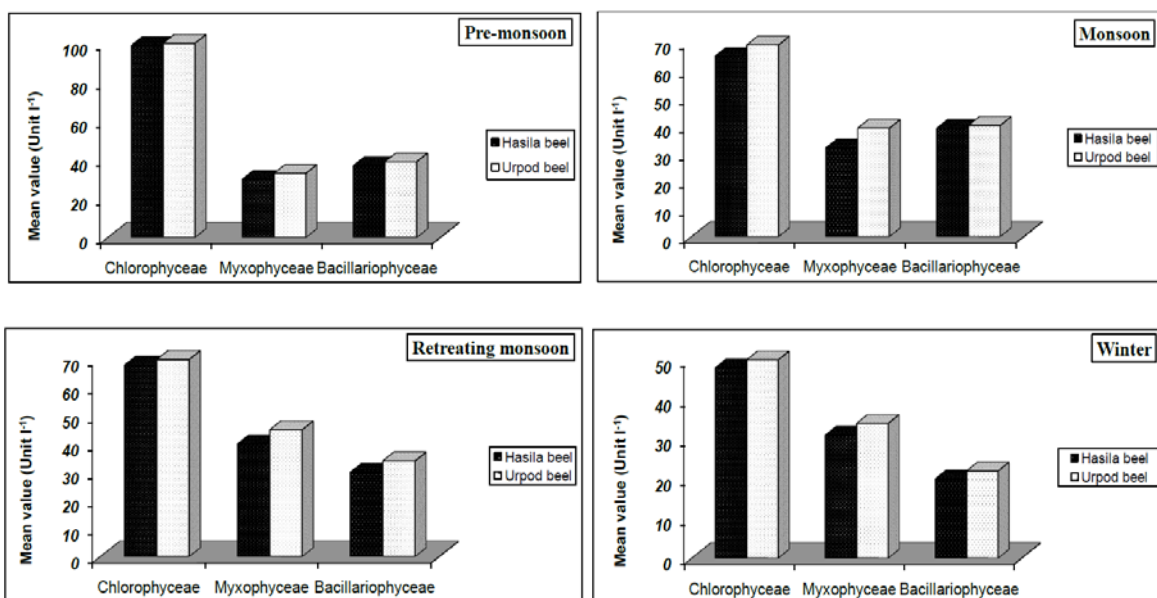 Pre-monsoon
Mean value (Unit l-1)
100
80
60
40
20
0
Chlorophyceae Myxophyceae Bacillariophyceae
Hasila beel
Urpod beel
Monsoon
Mean value (Unit l-1)
70
60
50
40
30
20
10
0
Chlorophyceae Myxophyceae Bacillariophyceae
Hasila beel
Urpod beel
Retreating monsoon
Mean value (Unit l-1)
70
60
50
40
30
20
10
0
Chlorophyceae Myxophyceae Bacillariophyceae
Hasila beel
Urpod beel
Winter
Mean value (Unit l-1)
50
40
30
20
10
0
Chlorophyceae Myxophyceae Bacillariophyceae
Hasila beel
Urpod beel